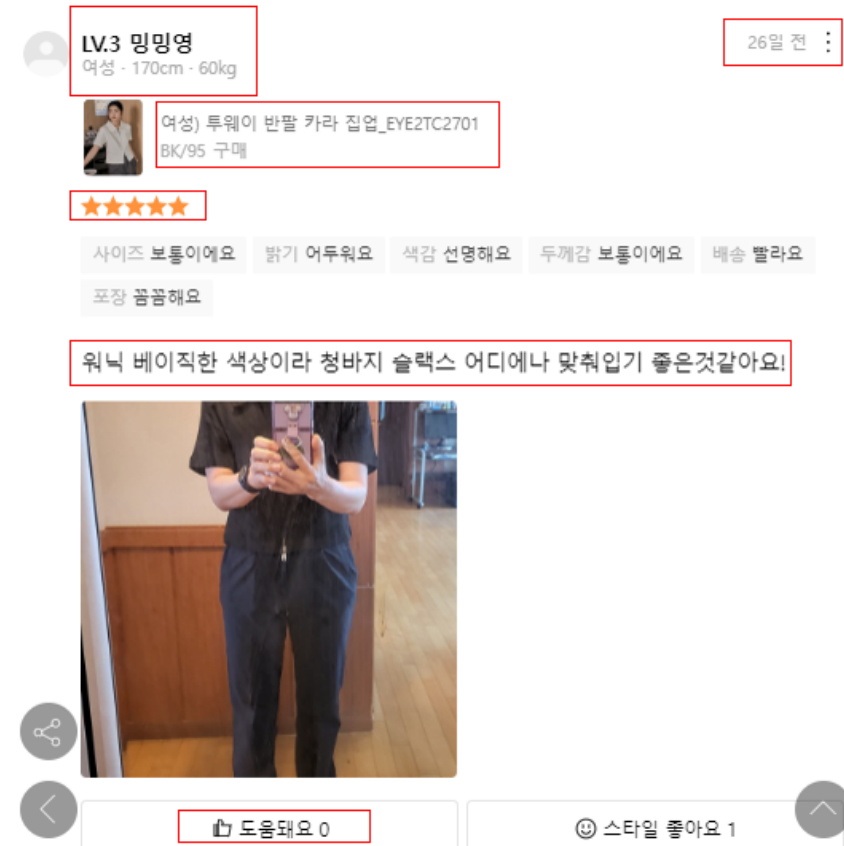 LV.3 밍밍영
여성 · 170cm · 60kg
26일 전
여성) 투웨이 반팔 카라 집업_EYE2TC2701
BK/95 구매
사이즈 보통이에요 밝기 어두워요 색감 선명해요 두께감 보통이에요 배송 빨라요
포장 꼼꼼해요
워닉 베이직한 색상이라 청바지 슬랙스 어디에나 맞춰입기 좋은것같아요!
도움돼요 0
스타일 좋아요 1